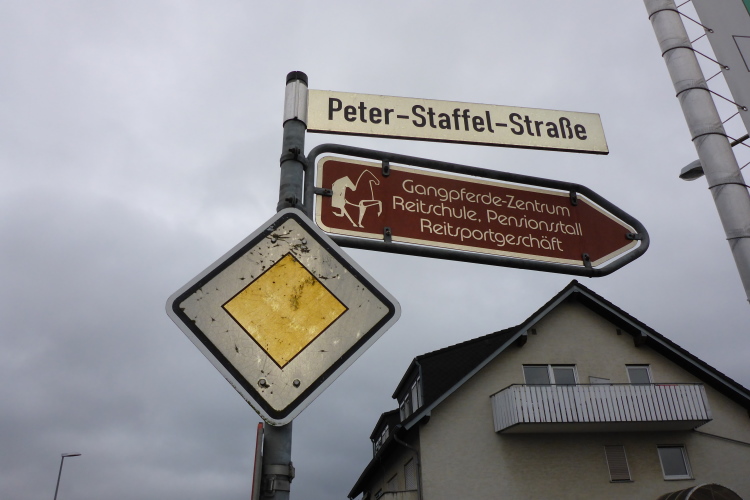 Peter-Staffel-Straße
Gangpferde-Zentrum
Reitschule, Pensionsstall
Reitsportgeschäft